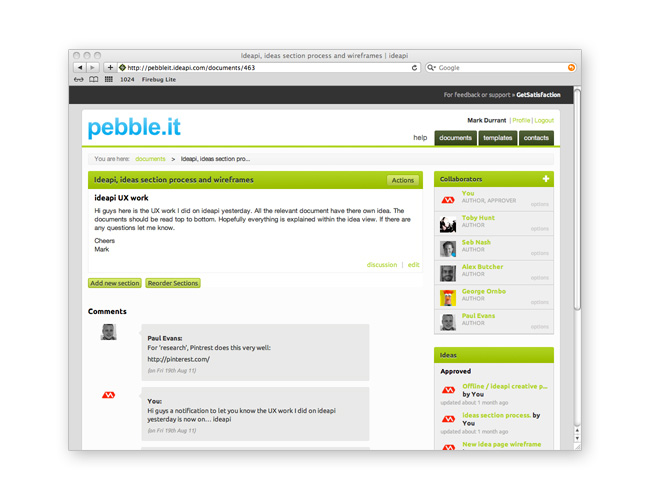 ideapi, ideas section process and wireframes | ideapi
http://pebbleit.ideapi.com/documents/463
Google
1024 Firebug Lite
For feedback or support » GetSatisfaction
pebble.it
Mark Durrant | Profile | Logout
help documents templates contacts
You are here: documents > Ideapi, ideas section pro...
Ideapi, ideas section process and wireframes Actions
ideapi UX work
Hi guys here is the UX work I did on ideapi yesterday. All the relevant document have there own idea. The
documents should be read top to bottom. Hopefully everything is explained within the idea view. If there are
any questions let me know.
Cheers
Mark
discussion | edit
Add new section Reorder Sections
Comments
Paul Evans:
For 'research', Pintrest does this very well:
http://pinterest.com/
(on Fri 19th Aug 11)
You:
Hi guys a notification to let you know the UX work I did on ideapi
yesterday is now on... ideapi
(on Fri 19th Aug 11)
Collaborators +
You
AUTHOR, APPROVER
options
Toby Hunt
AUTHOR
options
Seb Nash
AUTHOR
options
Alex Butcher
AUTHOR
options
George Ornbo
AUTHOR
options
Paul Evans
AUTHOR
options
Ideas
Approved
Offline / Ideapi creative p...
by You
updated about 1 month ago
ideas section process. by
You
updated about 1 month ago
New idea page wireframe